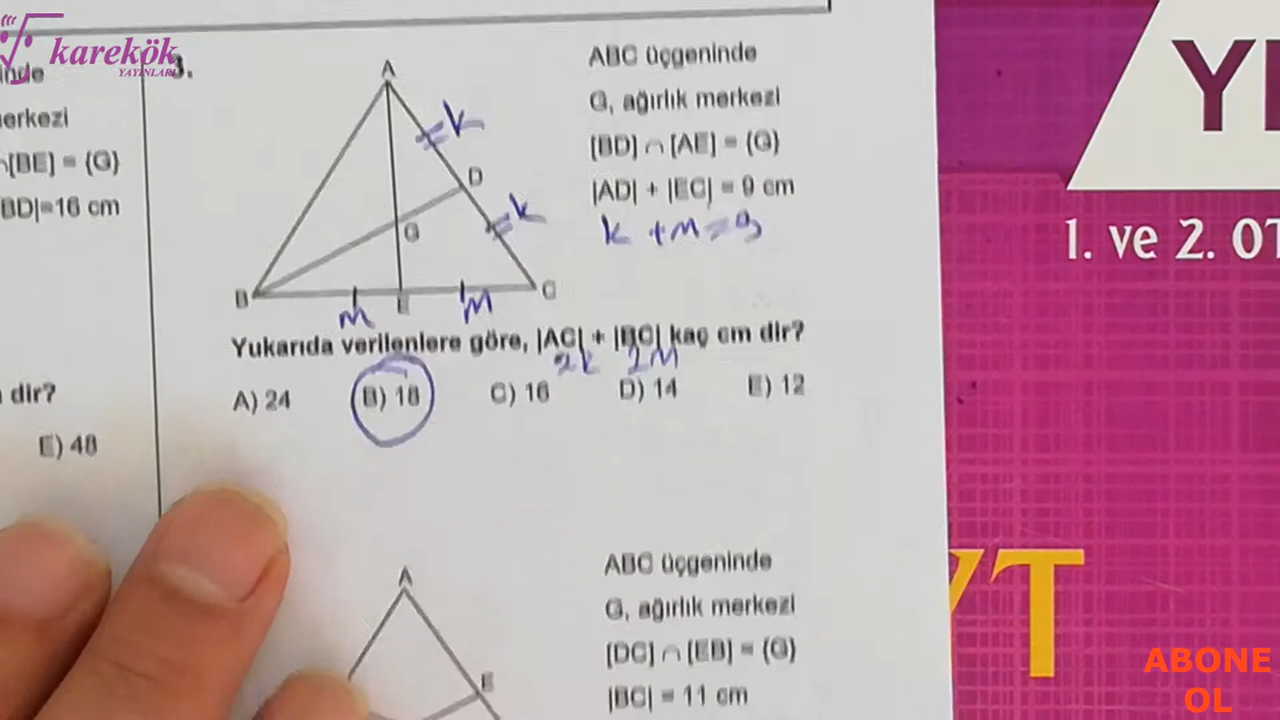 karekök
YAYINLARI
erkezi
∩[BE] = {G}
BD|=16 cm
dir?
E) 48
3.
A
B
C
D
E
G
k
k
m
m
ABC üçgeninde
G, ağırlık merkezi
[BD] ∩ [AE] = {G}
|AD| + |EC| = 9 cm
k + m = 9
Yukarıda verilenlere göre, |AC| + |BC| kaç cm dir?
2k 2m
A) 24 B) 18 C) 16 D) 14 E) 12
A
E
ABC üçgeninde
G, ağırlık merkezi
[DC] ∩ [EB] = {G}
|BC| = 11 cm
1. ve 2.
YT
ABONE
OL